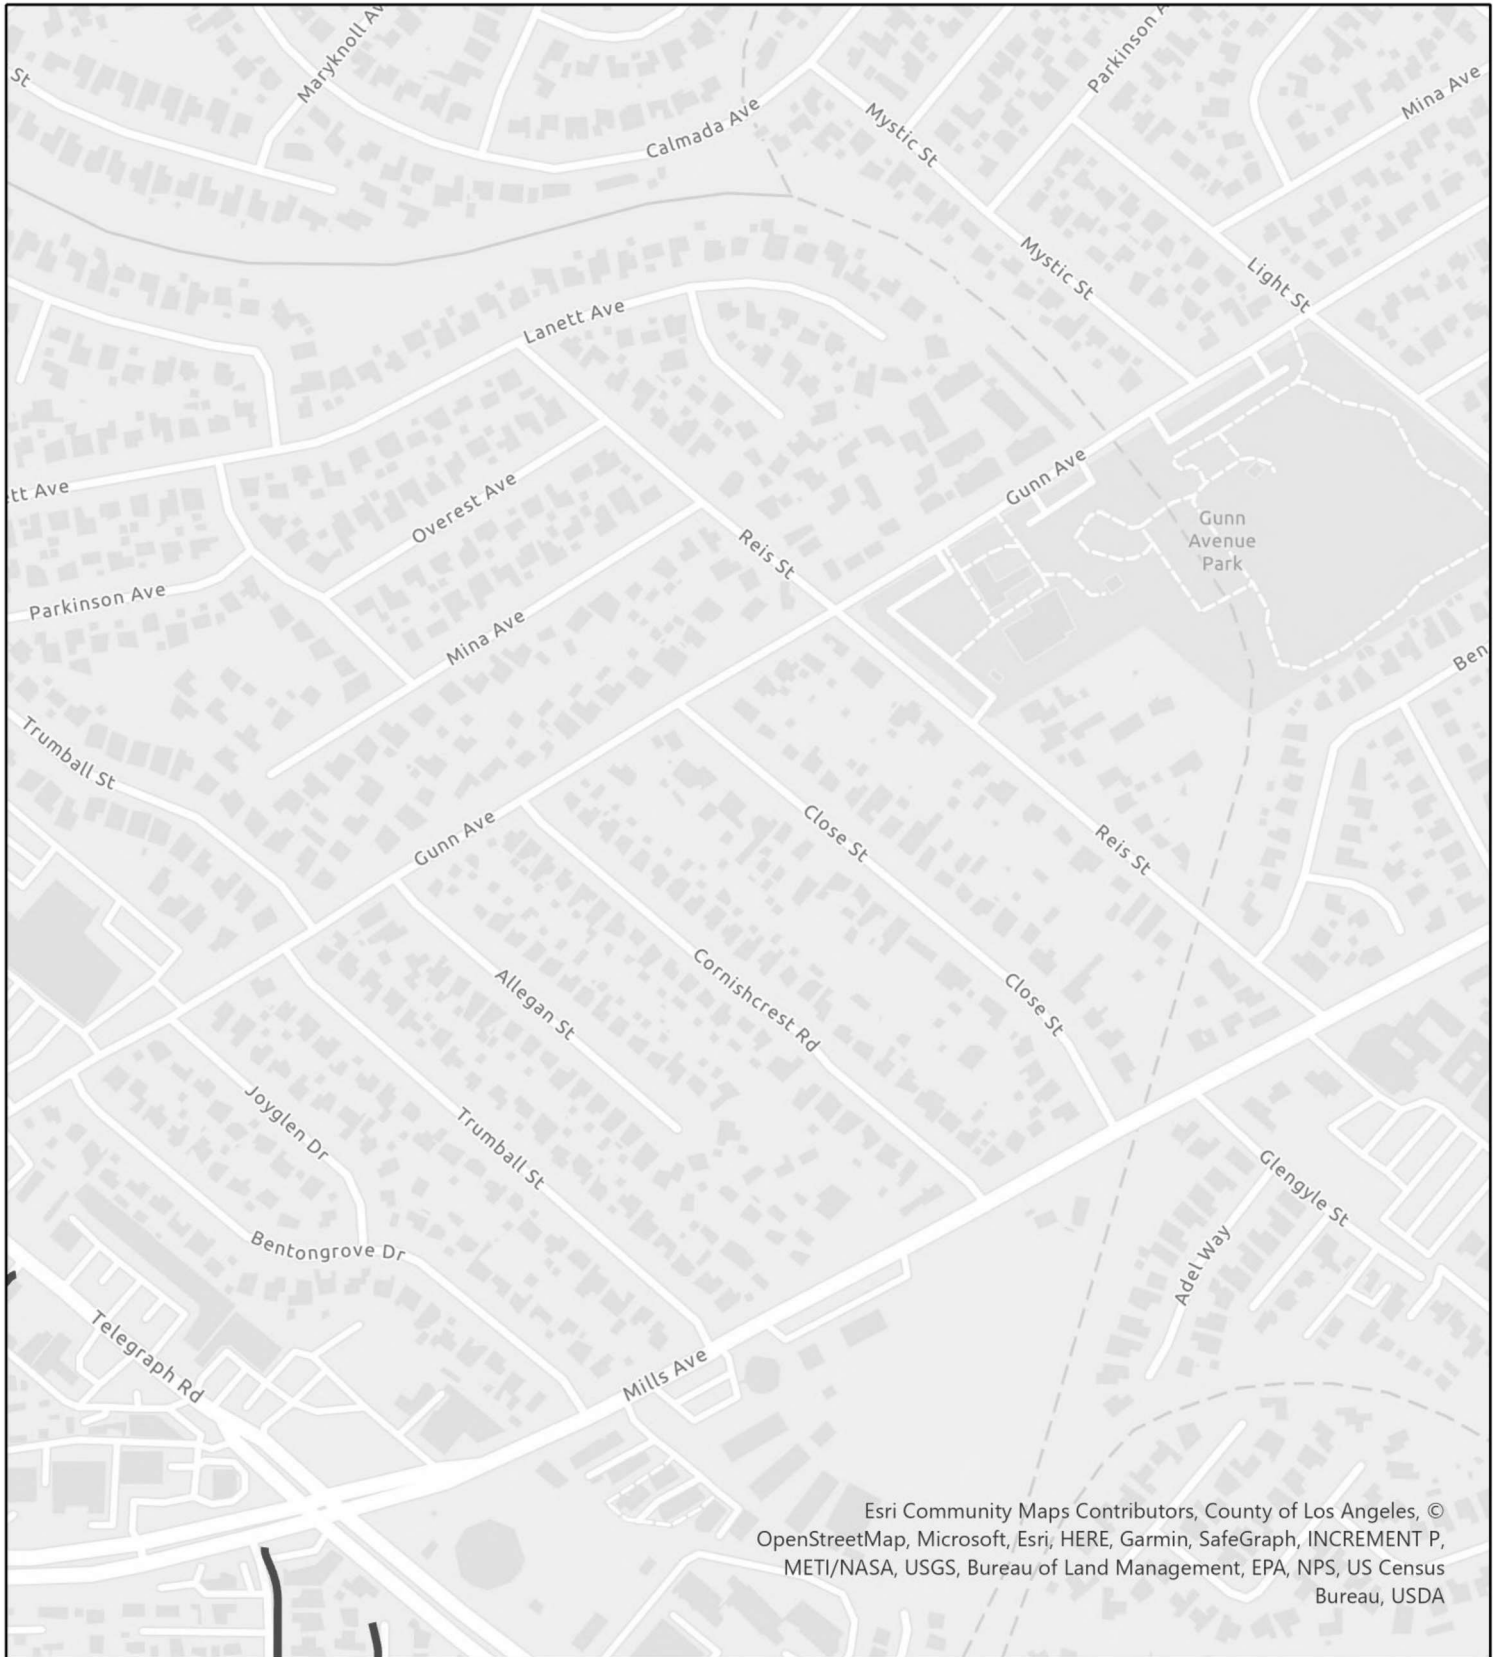 Maryknoll Av
Parkinson A
St
Mina Ave
Calmada Ave
Mystic St
Mystic St
Light St
Lanett Ave
Gunn Ave
tt Ave
Overest Ave
Gunn
Avenue
Park
Reis St
Parkinson Ave
Mina Ave
Ben
Trumball St
Gunn Ave
Close St
Reis St
Cornishcrest Rd
Allegan St
Close St
Joyglen Dr
Trumball St
Glengyle St
Bentongrove Dr
Adel Way
Telegraph Rd
Mills Ave
Esri Community Maps Contributors, County of Los Angeles, ©
OpenStreetMap, Microsoft, Esri, HERE, Garmin, SafeGraph, INCREMENT P,
METI/NASA, USGS, Bureau of Land Management, EPA, NPS, US Census
Bureau, USDA